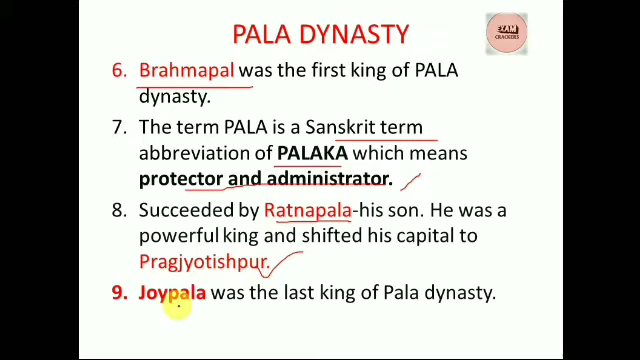 PALA DYNASTY
EXAM
CRACKERS
6. Brahmapal was the first king of PALA
dynasty.
7. The term PALA is a Sanskrit term
abbreviation of PALAKA which means
protector and administrator.
8. Succeeded by Ratnapala-his son. He was a
powerful king and shifted his capital to
Pragjyotishpur.
9. Joypala was the last king of Pala dynasty.